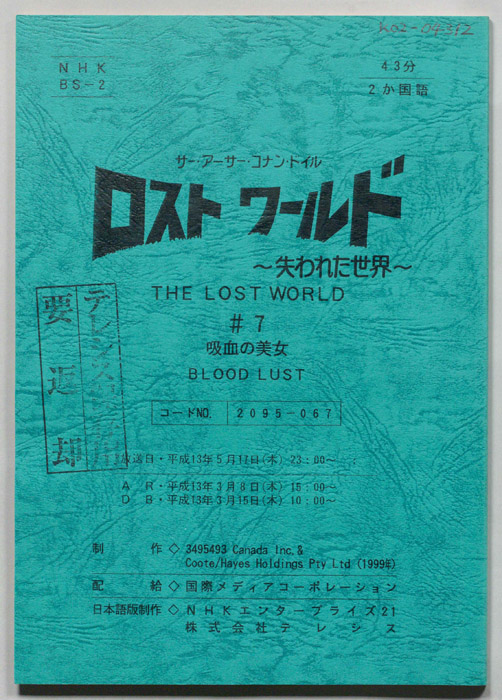 h02-04352
NHK
BS-2
43分
2か国語
サー・アーサー・コナン・ドイル
ロスト ワールド
～失われた世界～
THE LOST WORLD
#7
吸血の美女
BLOOD LUST
コードNO. 2095-067
要返却
放送日・平成13年5月17日(木) 23:00～
A R・平成13年3月8日(木) 15:00～
D B・平成13年3月15日(木) 10:00～
制作◇3495493 Canada Inc.&
Coote/Hayes Holdings Pty Ltd (1999年)
配給◇国際メディアコーポレーション
日本語版制作◇NHKエンタープライズ21
株式会社テレシス